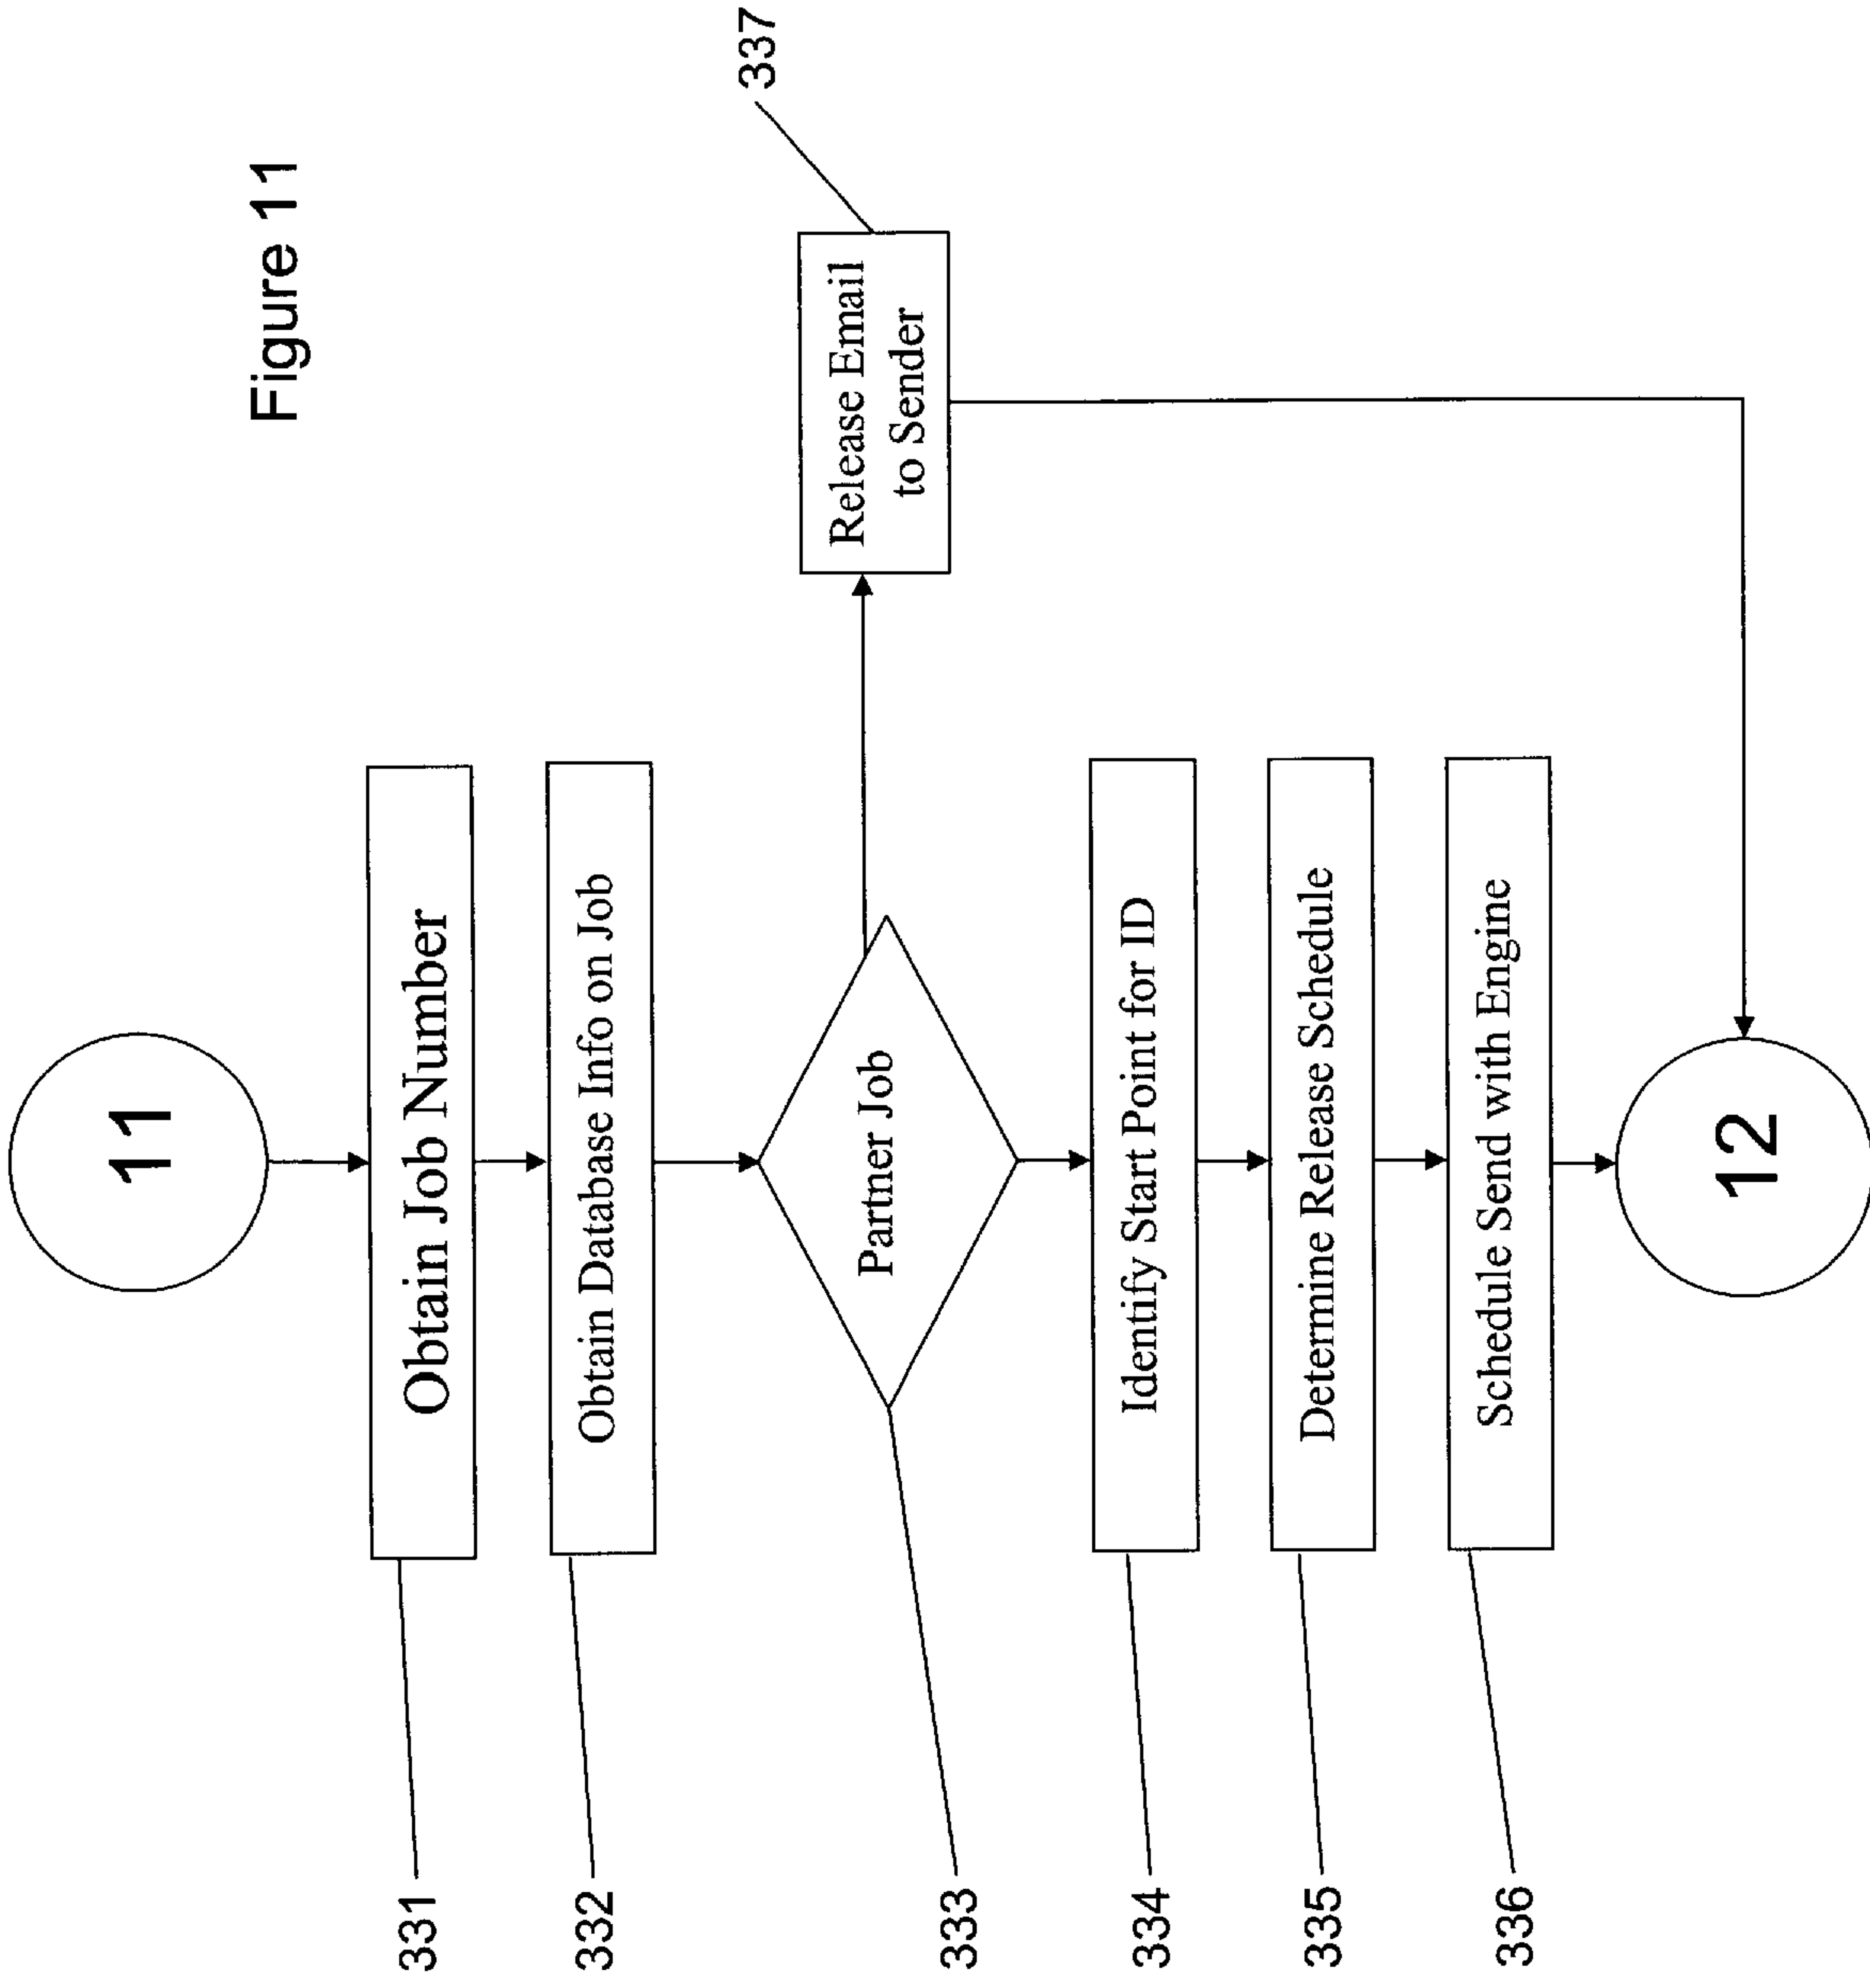 Figure 11
11
331
Obtain Job Number
332
Obtain Database Info on Job
333
Partner Job
337
Release Email
to Sender
334
Identify Start Point for ID
335
Determine Release Schedule
336
Schedule Send with Engine
12